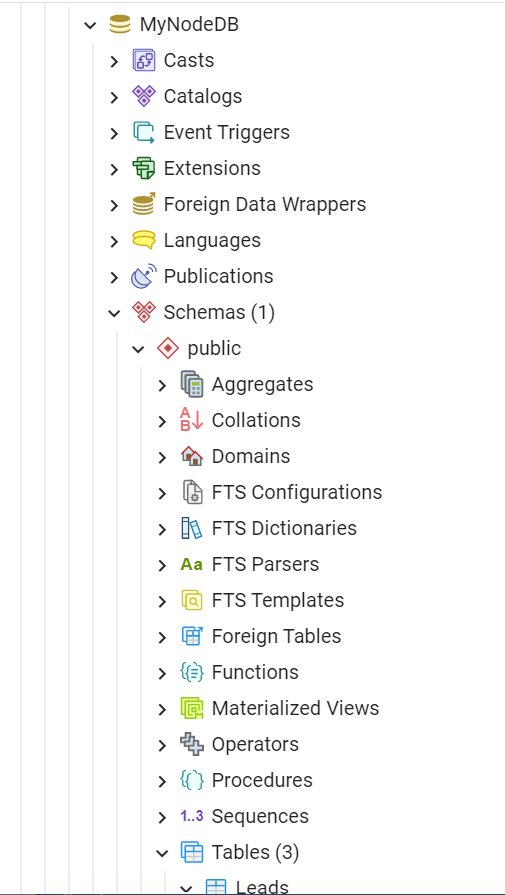 MyNodeDB
Casts
Catalogs
Event Triggers
Extensions
Foreign Data Wrappers
Languages
Publications
Schemas (1)
public
Aggregates
A B Collations
Domains
FTS Configurations
FTS Dictionaries
Aa FTS Parsers
FTS Templates
Foreign Tables
Functions
Materialized Views
Operators
Procedures
1..3 Sequences
Tables (3)
Leads